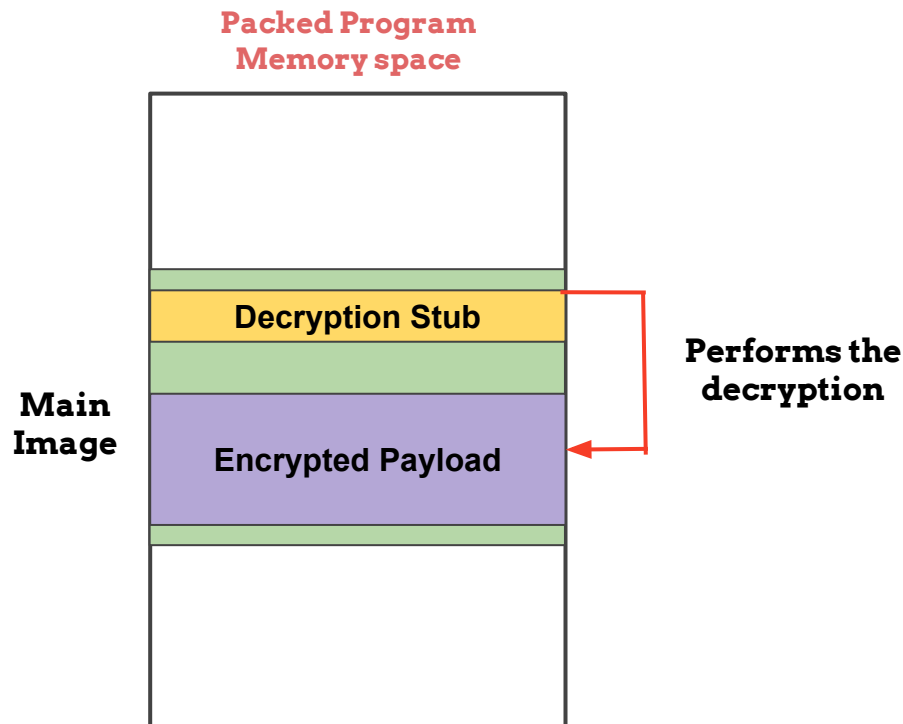 Packed Program
Memory space
Decryption Stub
Performs the
decryption
Main
Image
Encrypted Payload